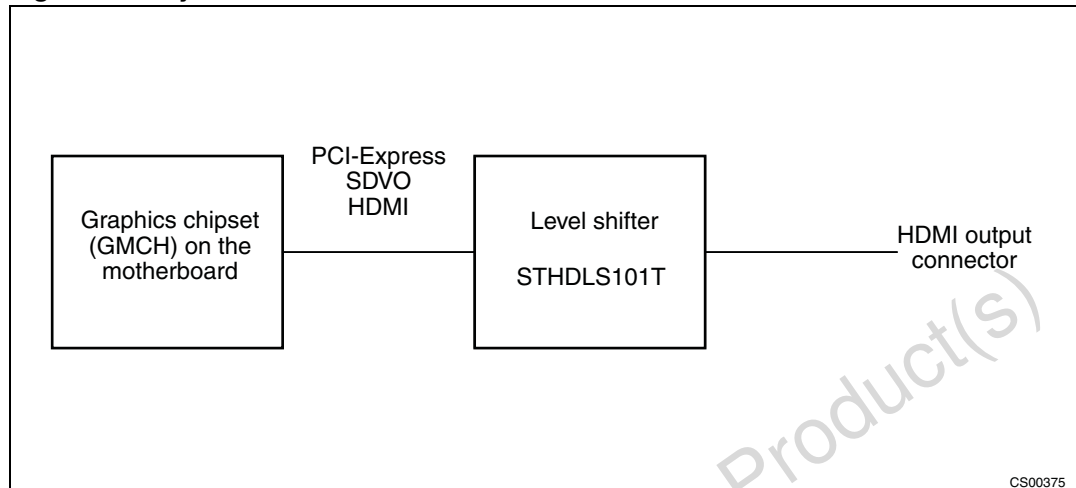 PCI-Express
SDVO
HDMI
Graphics chipset
(GMCH) on the
motherboard
Level shifter
STHDLS101T
HDMI output
connector
Product(s)
CS00375